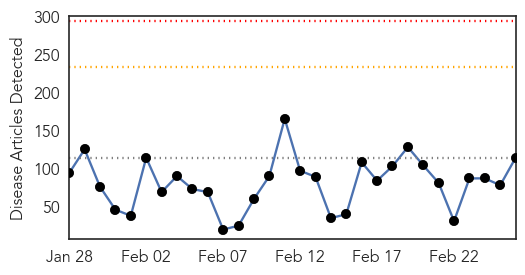 Disease Articles Detected
300
250
200
150
100
50
Jan 28
Feb 02
Feb 07
Feb 12
Feb 17
Feb 22